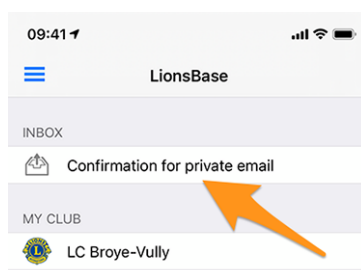 09:41
LionsBase
INBOX
Confirmation for private email
MY CLUB
LC Broye-Vully